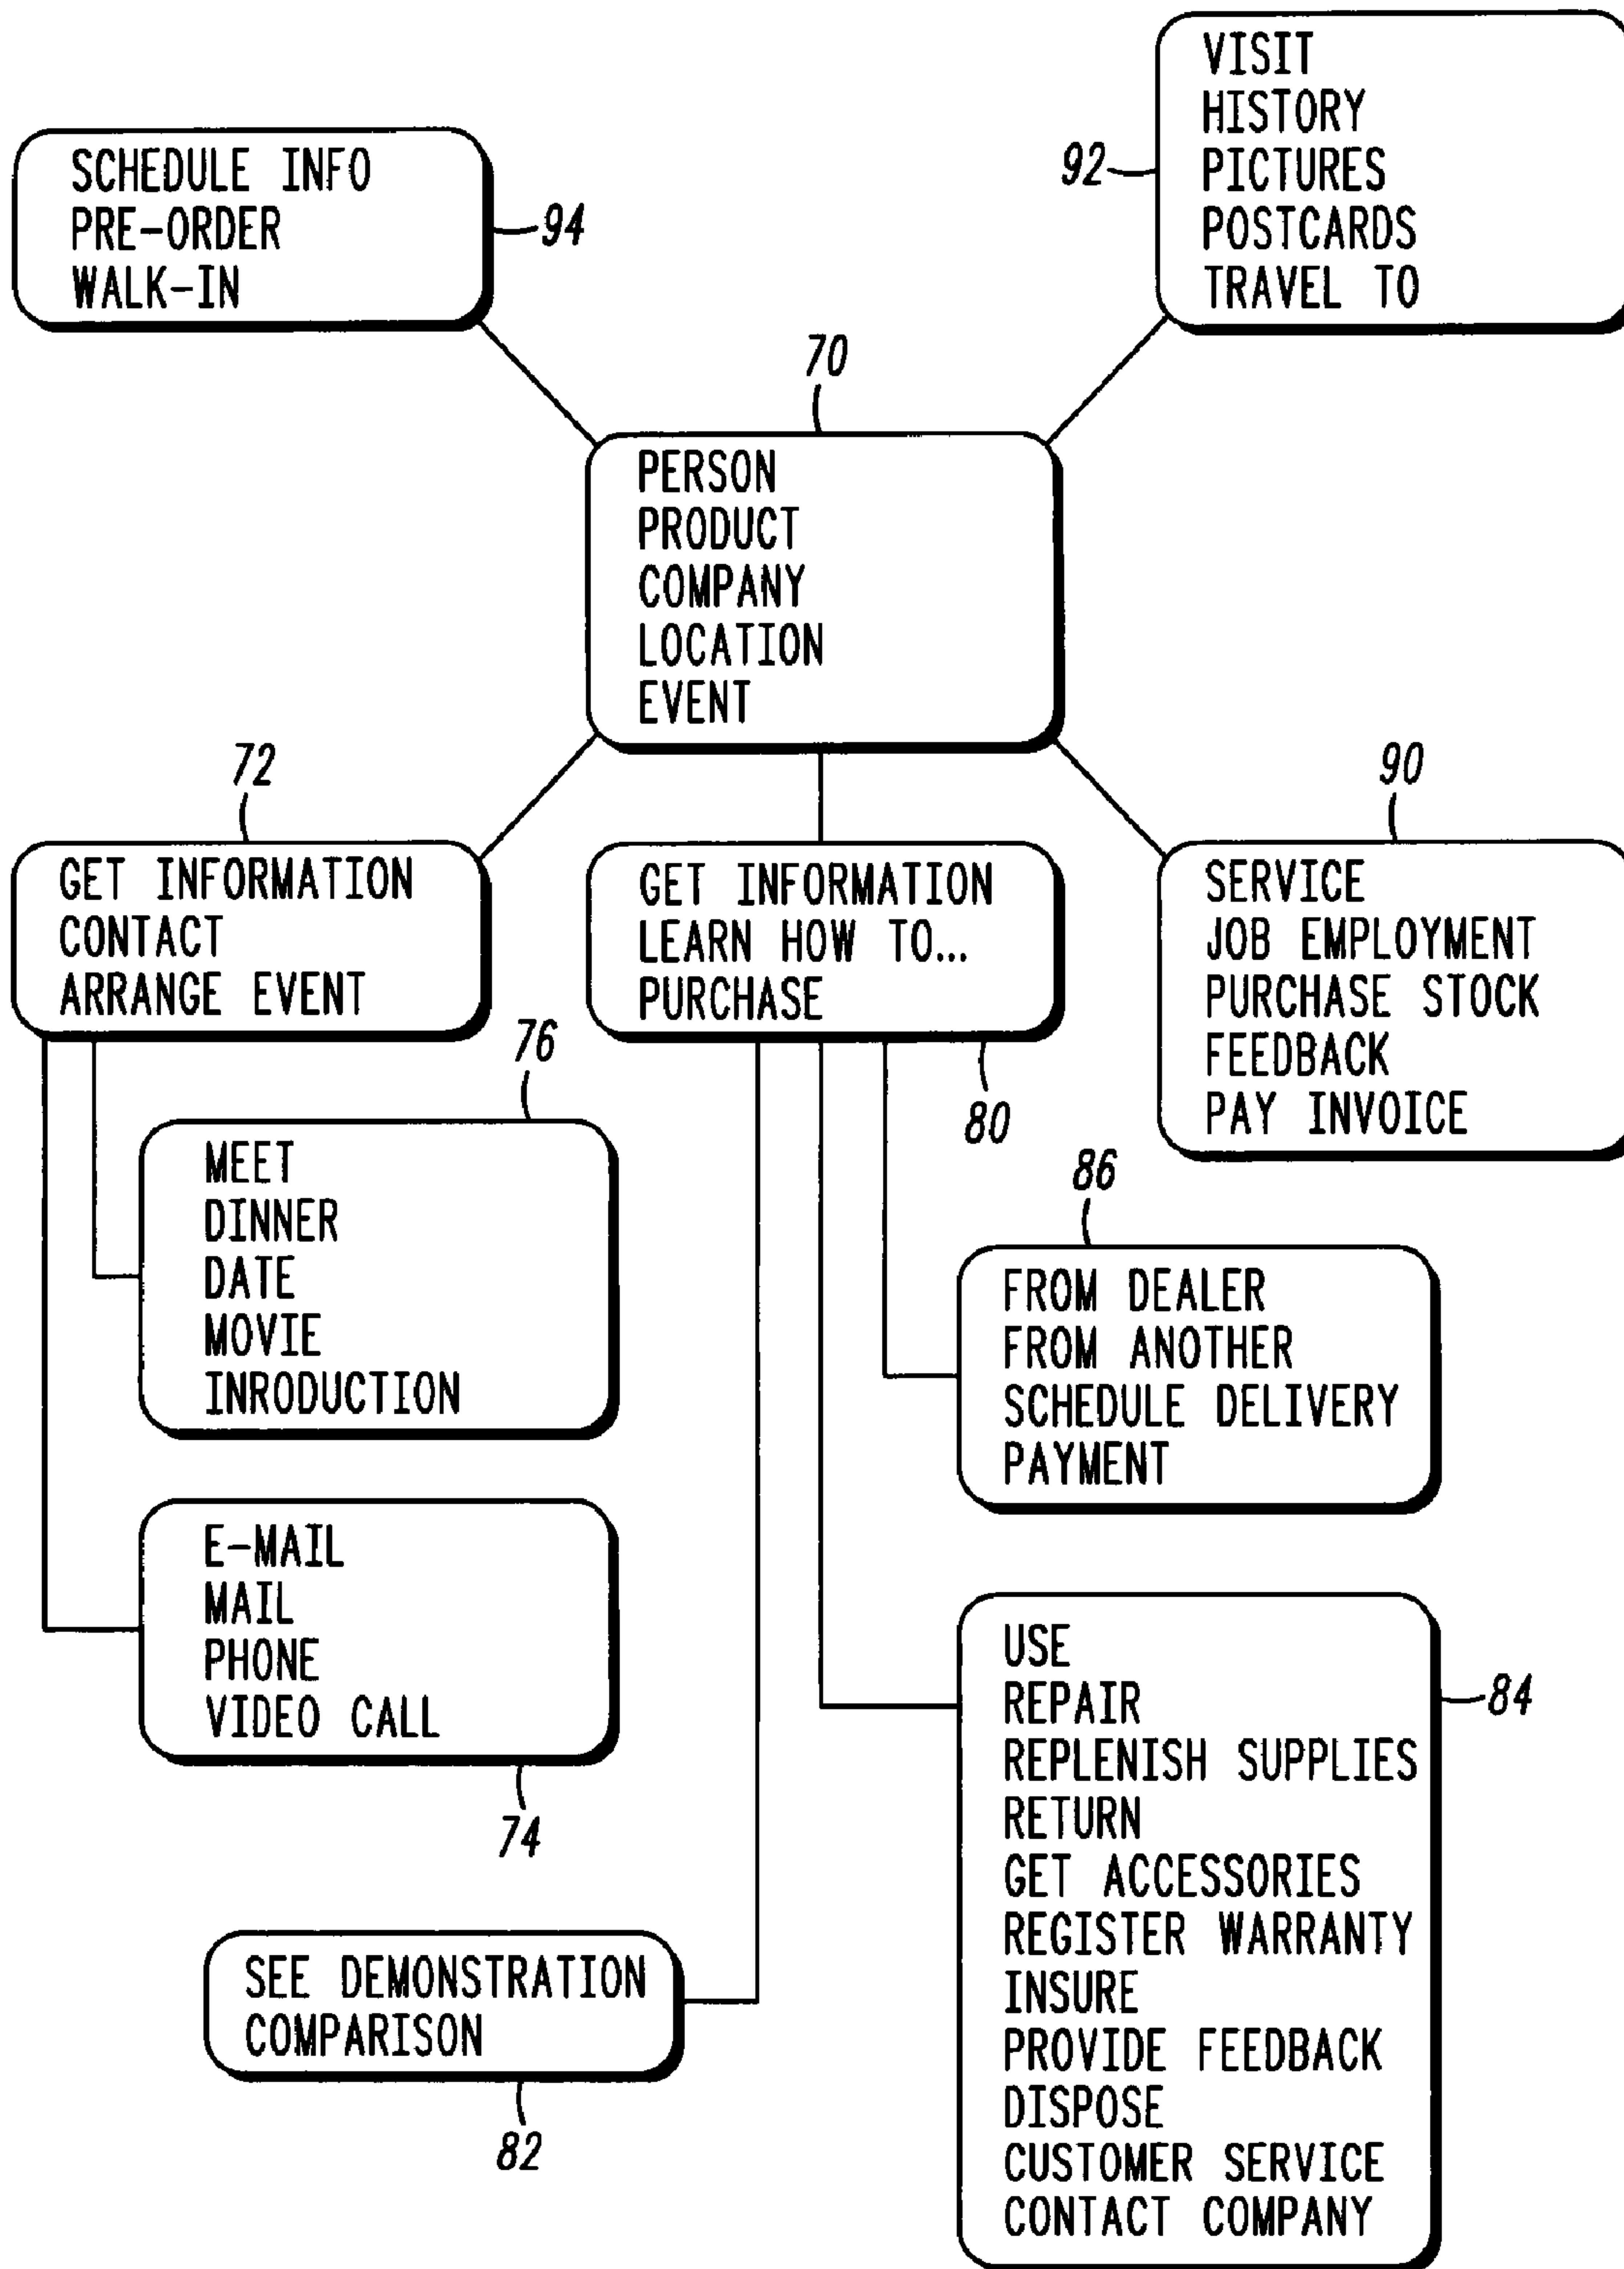 VISIT
HISTORY
PICTURES
POSTCARDS
TRAVEL TO
92
SCHEDULE INFO
PRE-ORDER
WALK-IN
94
70
PERSON
PRODUCT
COMPANY
LOCATION
EVENT
72
GET INFORMATION
CONTACT
ARRANGE EVENT
GET INFORMATION
LEARN HOW TO...
PURCHASE
80
90
SERVICE
JOB EMPLOYMENT
PURCHASE STOCK
FEEDBACK
PAY INVOICE
76
MEET
DINNER
DATE
MOVIE
INRODUCTION
86
FROM DEALER
FROM ANOTHER
SCHEDULE DELIVERY
PAYMENT
E-MAIL
MAIL
PHONE
VIDEO CALL
74
USE
REPAIR
REPLENISH SUPPLIES
RETURN
GET ACCESSORIES
REGISTER WARRANTY
INSURE
PROVIDE FEEDBACK
DISPOSE
CUSTOMER SERVICE
CONTACT COMPANY
84
SEE DEMONSTRATION
COMPARISON
82